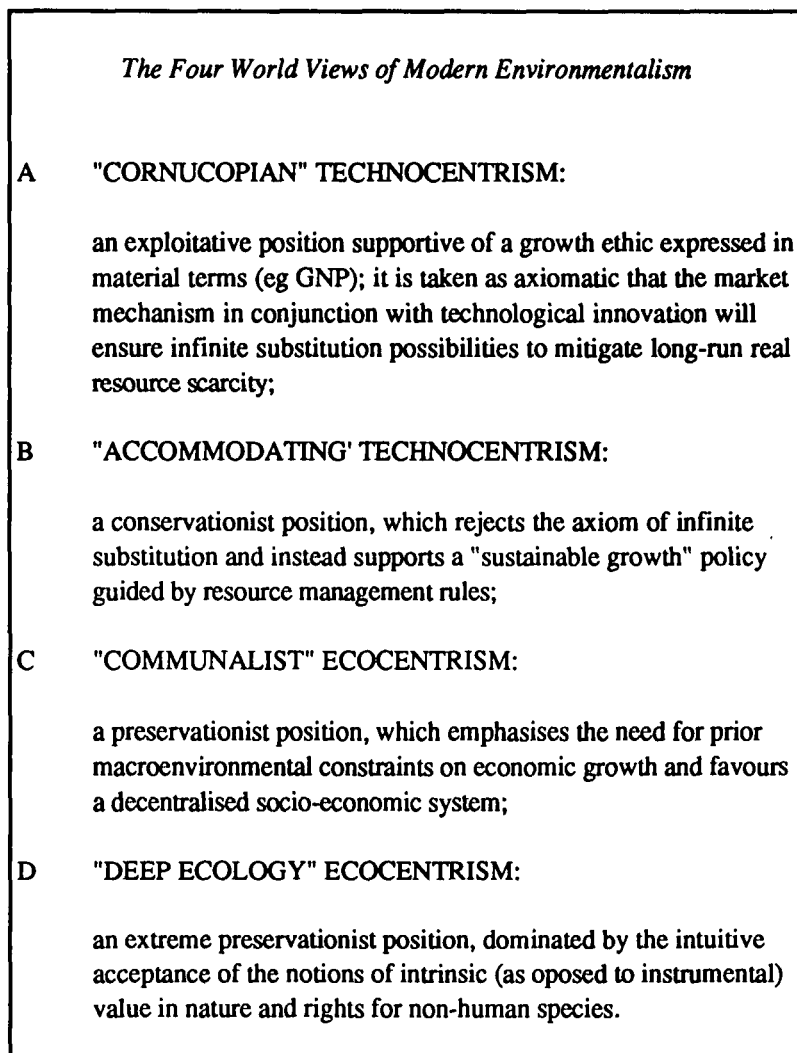 The Four World Views of Modern Environmentalism
A "CORNUCOPIAN" TECHNOCENTRISM:
an exploitative position supportive of a growth ethic expressed in
material terms (eg GNP); it is taken as axiomatic that the market
mechanism in conjunction with technological innovation will
ensure infinite substitution possibilities to mitigate long-run real
resource scarcity;
B "ACCOMMODATING' TECHNOCENTRISM:
a conservationist position, which rejects the axiom of infinite
substitution and instead supports a "sustainable growth" policy
guided by resource management rules;
C "COMMUNALIST" ECOCENTRISM:
a preservationist position, which emphasises the need for prior
macroenvironmental constraints on economic growth and favours
a decentralised socio-economic system;
D "DEEP ECOLOGY" ECOCENTRISM:
an extreme preservationist position, dominated by the intuitive
acceptance of the notions of intrinsic (as oposed to instrumental)
value in nature and rights for non-human species.